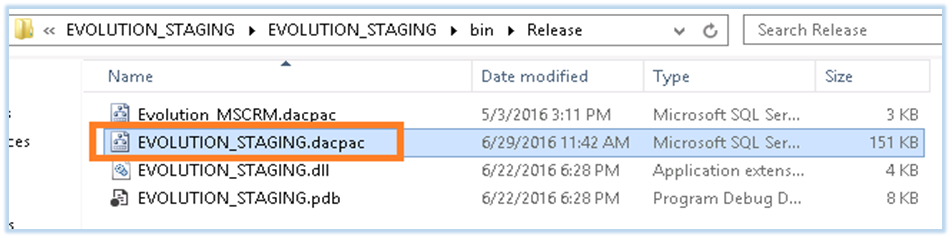 « EVOLUTION_STAGING EVOLUTION_STAGING bin Release Search Release
Name Date modified Type Size
Evolution_MSCRM.dacpac 5/3/2016 3:11 PM Microsoft SQL Ser... 3 KB
ces EVOLUTION_STAGING.dacpac 6/29/2016 11:42 AM Microsoft SQL Ser... 151 KB
EVOLUTION_STAGING.dll 6/22/2016 6:28 PM Application extens... 4 KB
EVOLUTION_STAGING.pdb 6/22/2016 6:28 PM Program Debug D... 8 KB
s